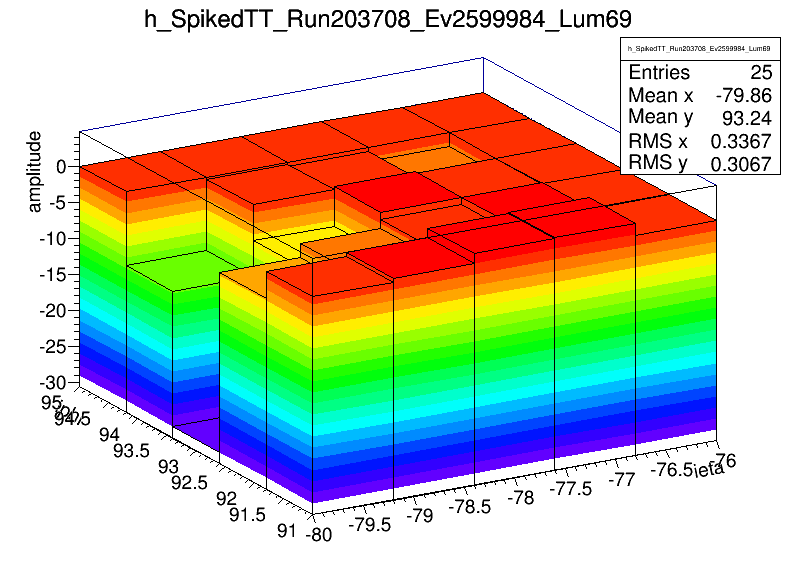 h_SpikedTT_Run203708_Ev2599984_Lum69
h_SpikedTT_Run203708_Ev2599984_Lum69
Entries 25
Mean x -79.86
Mean y 93.24
RMS x 0.3367
RMS y 0.3067
amplitude
0
-5
-10
-15
-20
-25
-30
95
94.5
94
93.5
93
92.5
92
91.5
91
-80
-79.5
-79
-78.5
-78
-77.5
-77
-76.5
-76
ieta